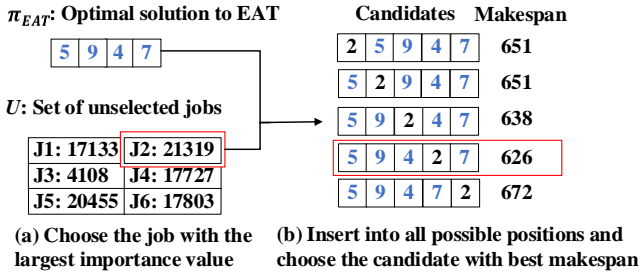 π_EAT: Optimal solution to EAT
5 9 4 7
U: Set of unselected jobs
J1: 17133 J2: 21319
J3: 4108 J4: 17727
J5: 20455 J6: 17803
(a) Choose the job with the
largest importance value
Candidates Makespan
2 5 9 4 7 651
5 2 9 4 7 651
5 9 2 4 7 638
5 9 4 2 7 626
5 9 4 7 2 672
(b) Insert into all possible positions and
choose the candidate with best makespan